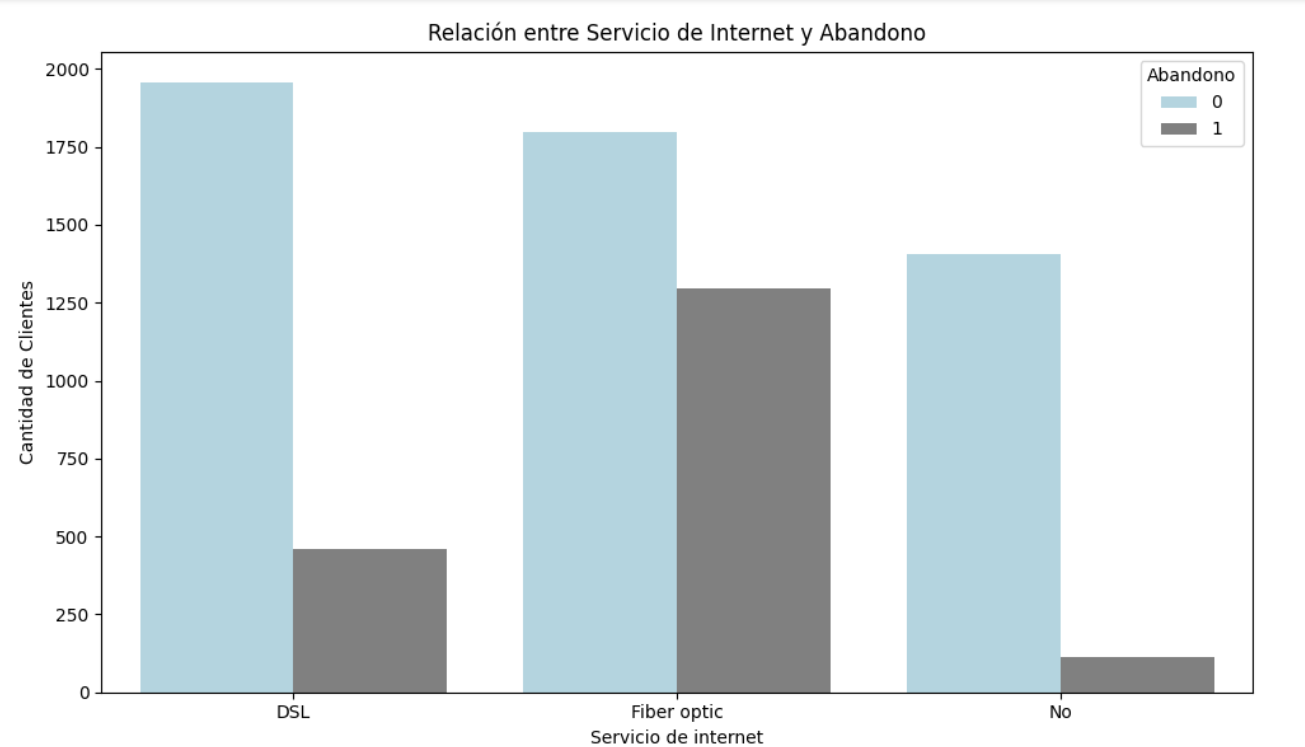 Relación entre Servicio de Internet y Abandono
Abandono
0
1
Cantidad de Clientes
2000
1750
1500
1250
1000
750
500
250
0
DSL
Fiber optic
No
Servicio de internet